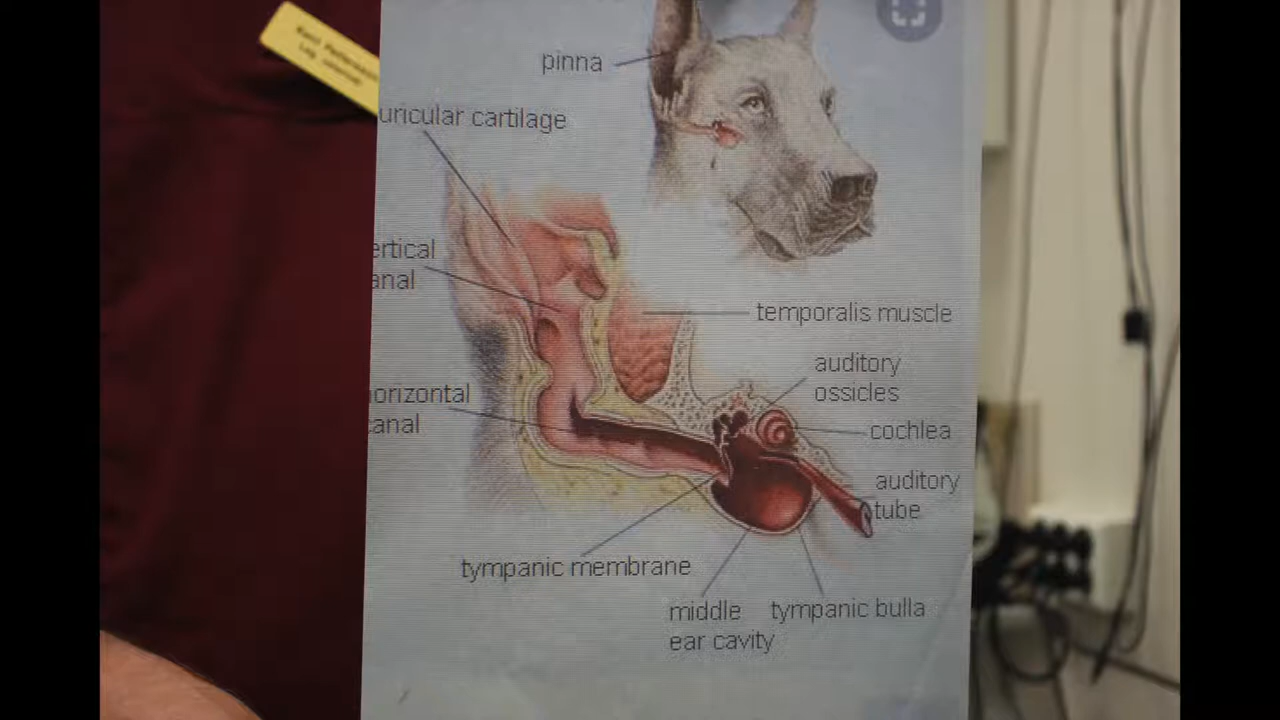 pinna
uricular cartilage
ertical
anal
temporalis muscle
auditory
ossicles
orizontal
canal
cochlea
auditory
tube
tympanic membrane
middle
ear cavity
tympanic bulla